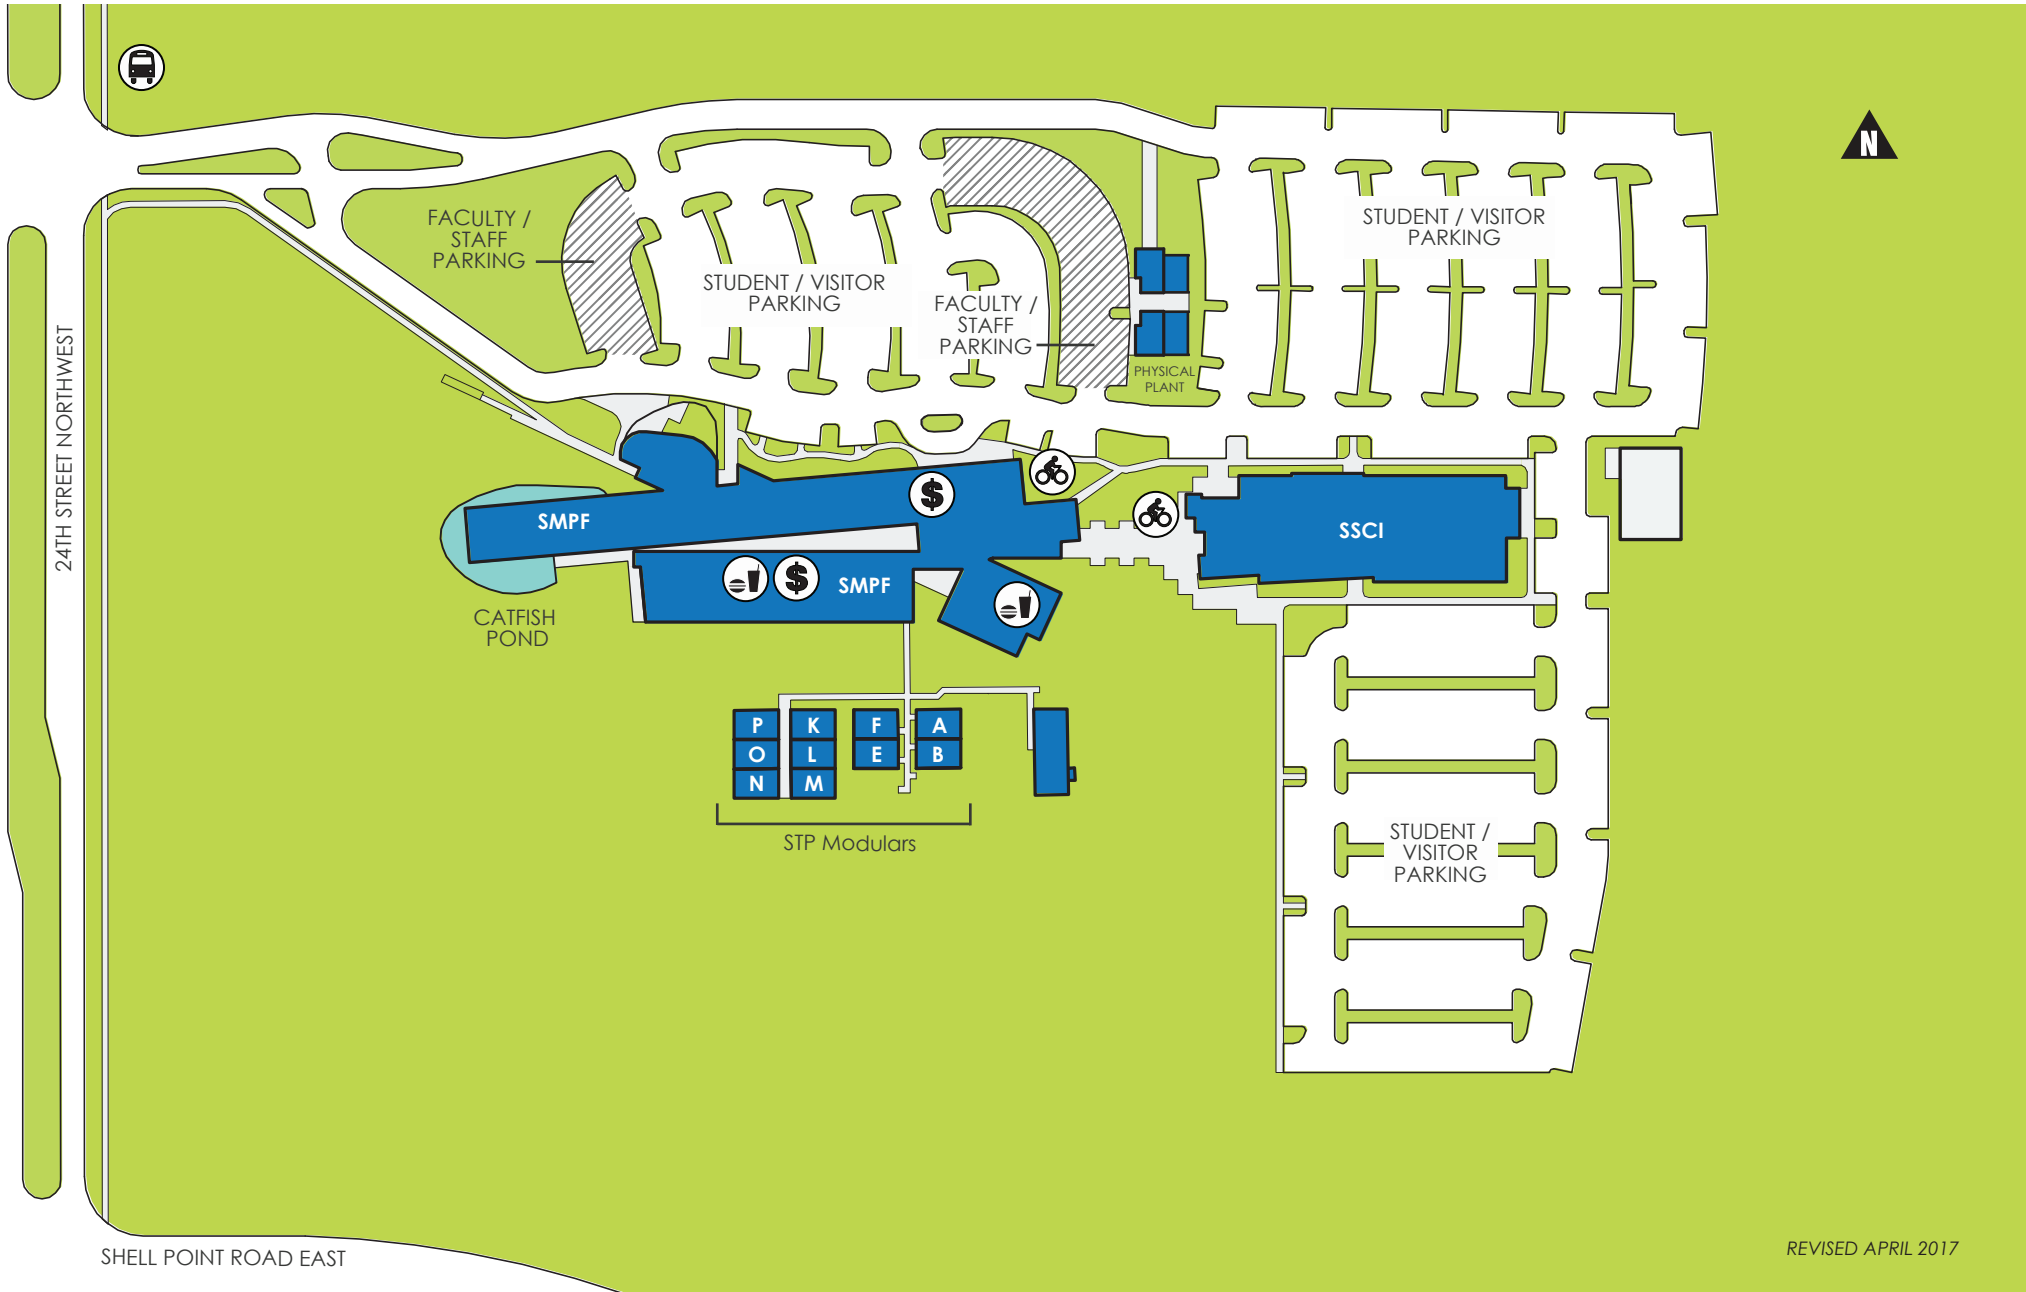 N
FACULTY /
STAFF
PARKING
STUDENT / VISITOR
PARKING
STUDENT / VISITOR
PARKING
FACULTY /
STAFF
PARKING
PHYSICAL
PLANT
24TH STREET NORTHWEST
$
SMPF
SSCI
$
SMPF
CATFISH
POND
P
K
F
A
O
L
E
B
N
M
STP Modulars
STUDENT /
VISITOR
PARKING
SHELL POINT ROAD EAST
REVISED APRIL 2017